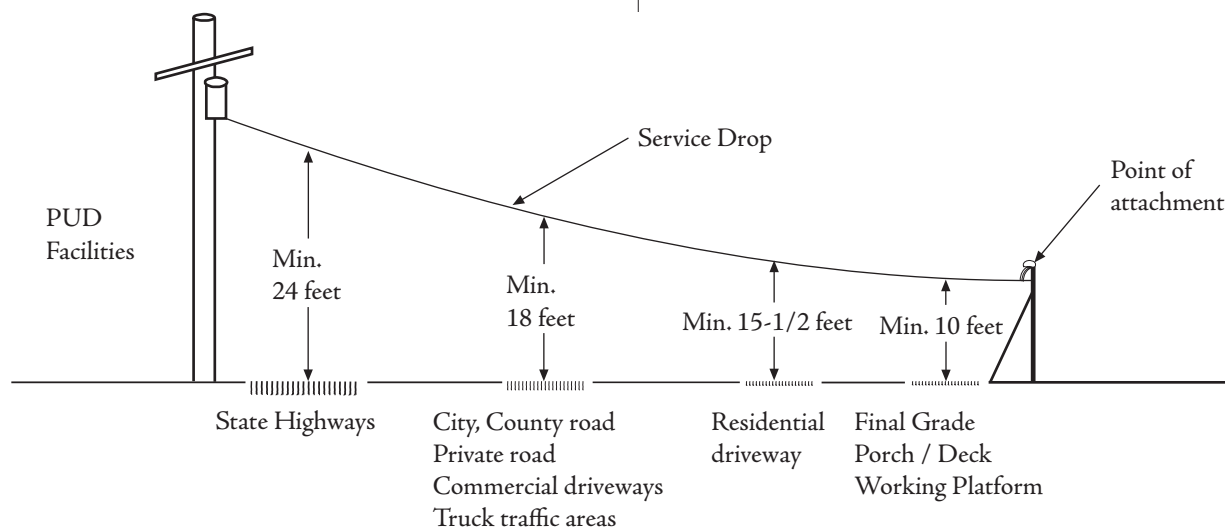 Service Drop
Point of
attachment
PUD
Facilities
Min.
24 feet
Min.
18 feet
Min. 15-1/2 feet
Min. 10 feet
State Highways
City, County road
Private road
Commercial driveways
Truck traffic areas
Residential
driveway
Final Grade
Porch / Deck
Working Platform